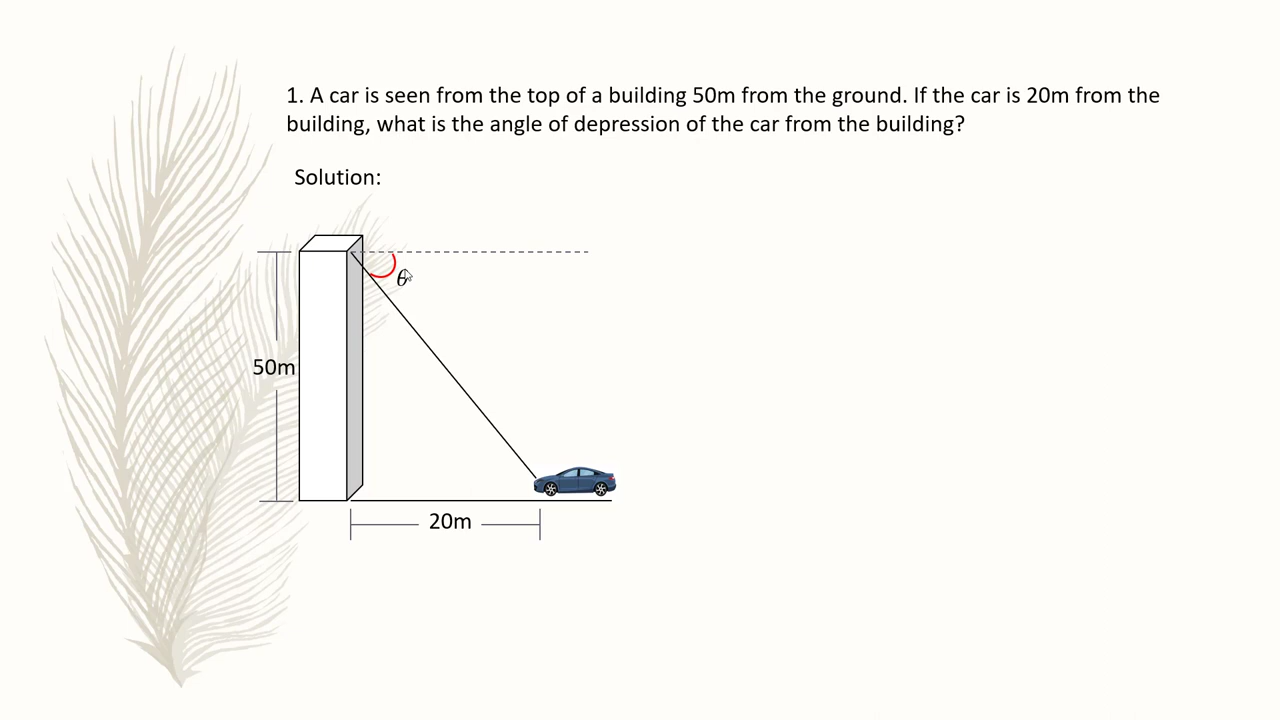 1. A car is seen from the top of a building 50m from the ground. If the car is 20m from the
building, what is the angle of depression of the car from the building?
Solution:
θ
50m
20m